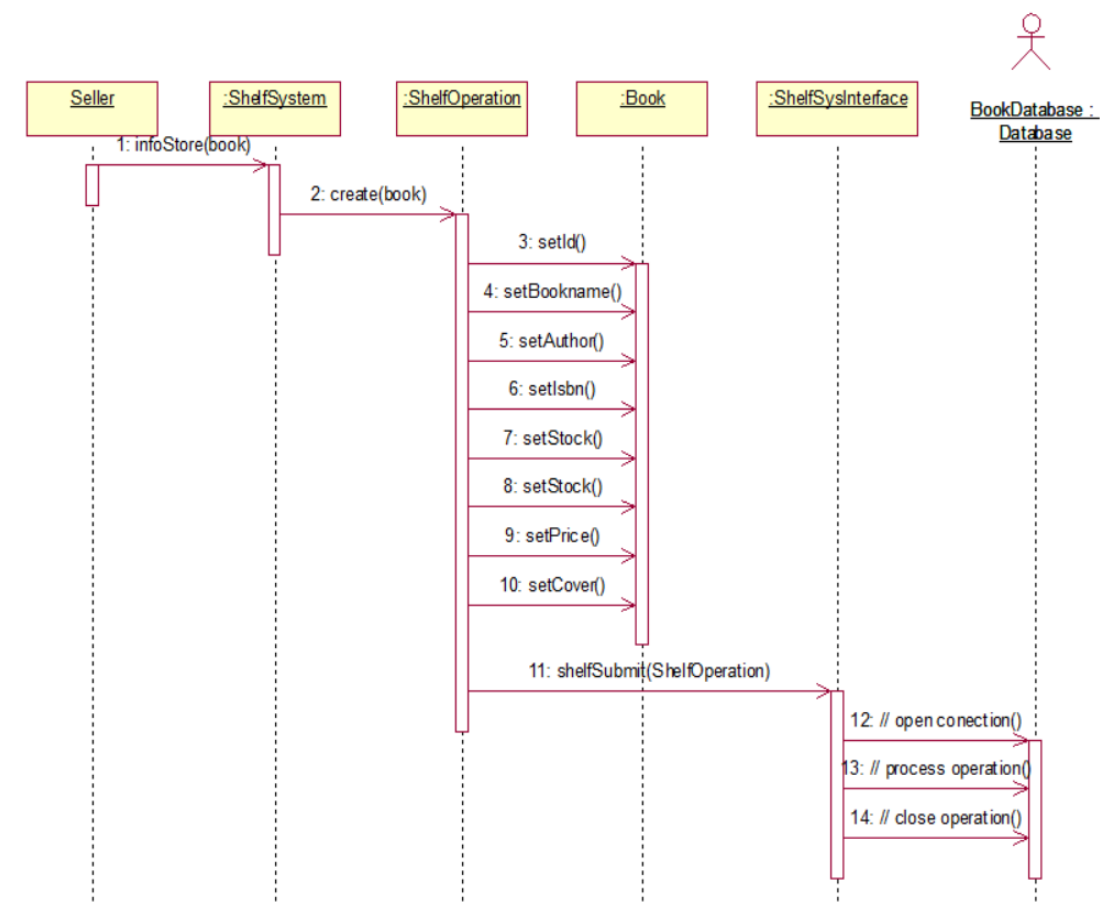 Seller
:ShelfSystem
:ShelfOperation
:Book
:ShelfSysInterface
BookDatabase :
Database
1: infoStore(book)
2: create(book)
3: setId()
4: setBookname()
5: setAuthor()
6: setIsbn()
7: setStock()
8: setStock()
9: setPrice()
10: setCover()
11: shelfSubmit(ShelfOperation)
12: // open conection()
13: // process operation()
14: // close operation()